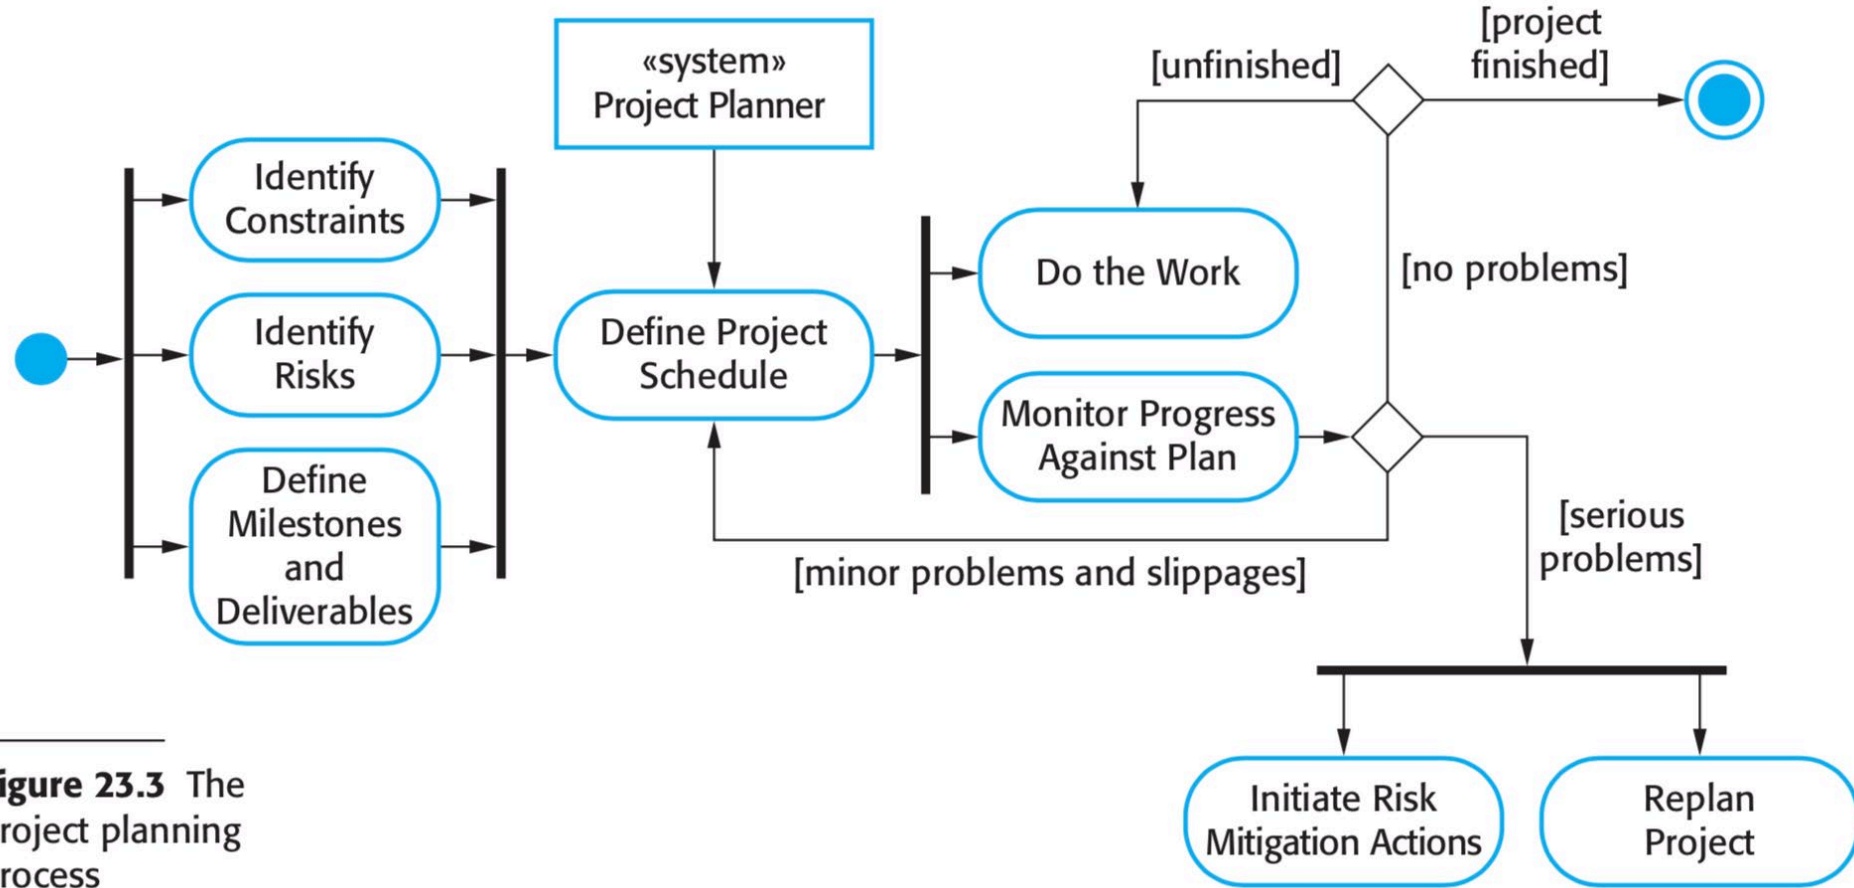 [project
finished]
[unfinished]
«system»
Project Planner
Identify
Constraints
Identify
Risks
Define
Milestones
and
Deliverables
Define Project
Schedule
Do the Work
[no problems]
Monitor Progress
Against Plan
[minor problems and slippages]
[serious
problems]
Initiate Risk
Mitigation Actions
Replan
Project
igure 23.3 The
roject planning
rocess